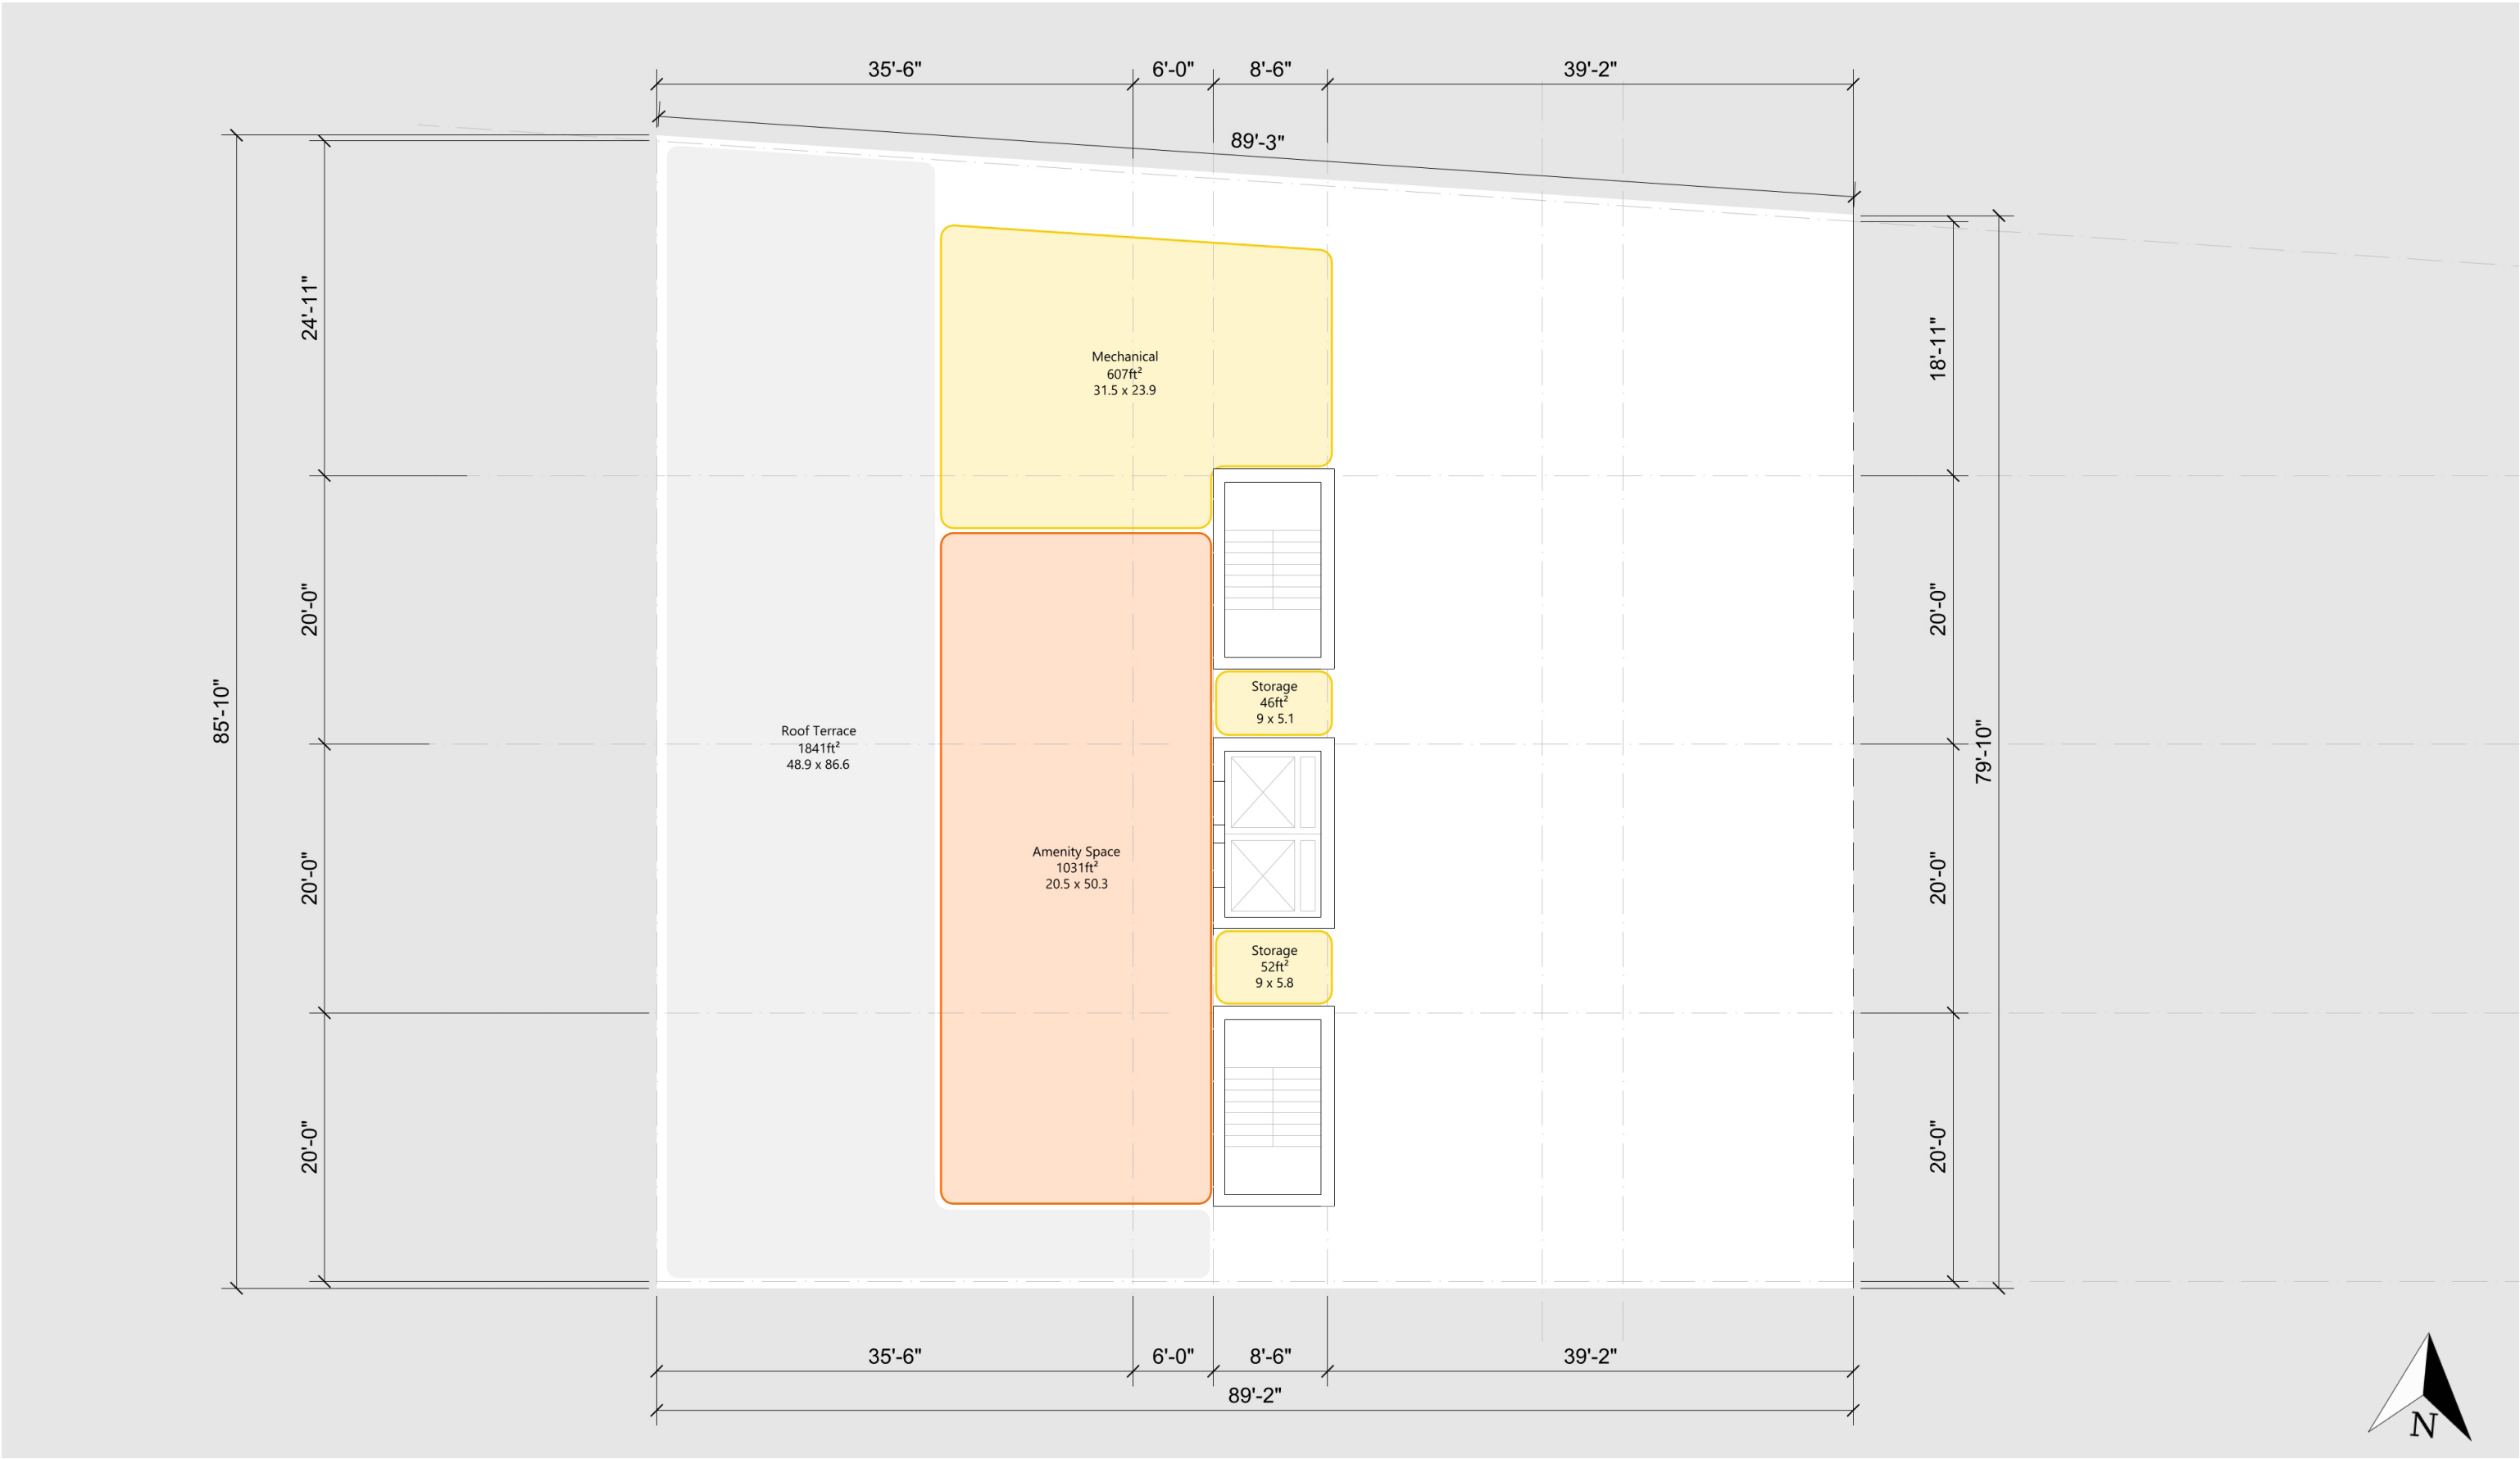 35'-6" 6'-0" 8'-6" 39'-2"
89'-3"
24'-11"
18'-11"
Mechanical
607ft²
31.5 x 23.9
20'-0"
20'-0"
85'-10"
79'-10"
Storage
46ft²
9 x 5.1
Roof Terrace
1841ft²
48.9 x 86.6
Amenity Space
1031ft²
20.5 x 50.3
20'-0"
20'-0"
Storage
52ft²
9 x 5.8
20'-0"
20'-0"
35'-6" 6'-0" 8'-6" 39'-2"
89'-2"
N